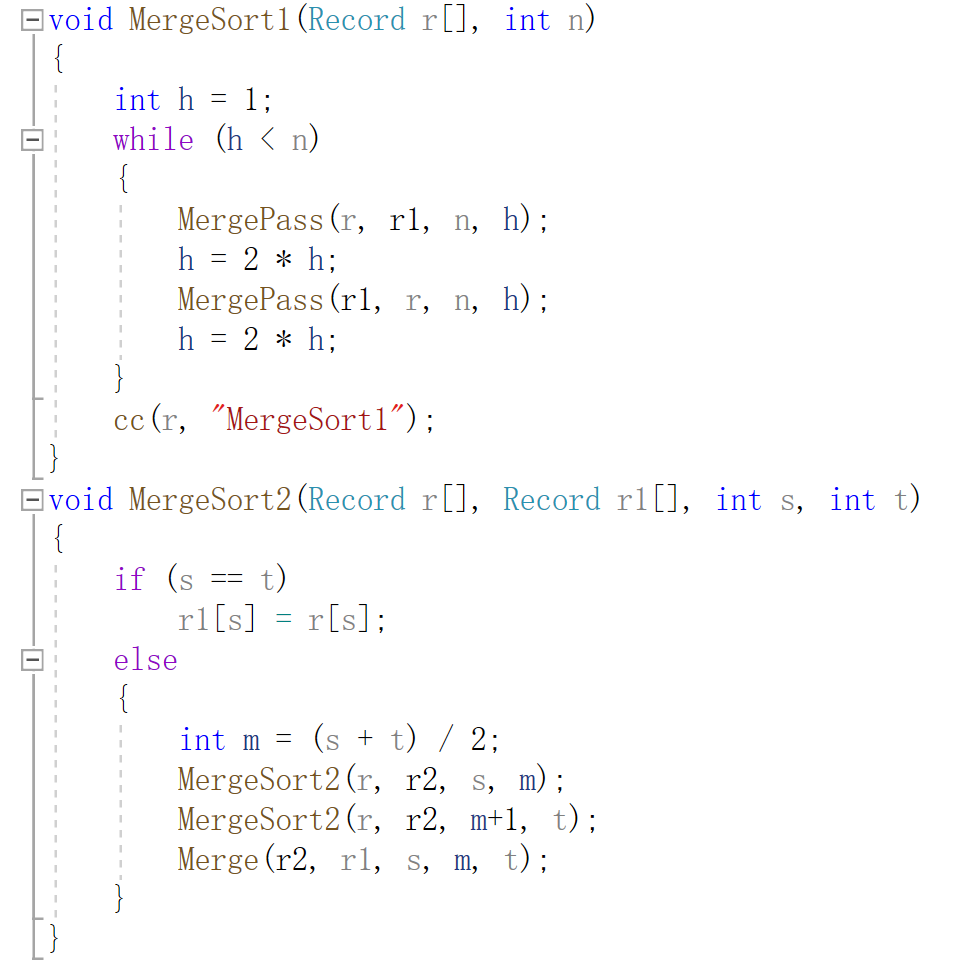 void MergeSort1(Record r[], int n)
{
    int h = 1;
    while (h < n)
    {
        MergePass(r, r1, n, h);
        h = 2 * h;
        MergePass(r1, r, n, h);
        h = 2 * h;
    }
    cc(r, "MergeSort1");
}
void MergeSort2(Record r[], Record r1[], int s, int t)
{
    if (s == t)
        r1[s] = r[s];
    else
    {
        int m = (s + t) / 2;
        MergeSort2(r, r2, s, m);
        MergeSort2(r, r2, m+1, t);
        Merge(r2, r1, s, m, t);
    }
}